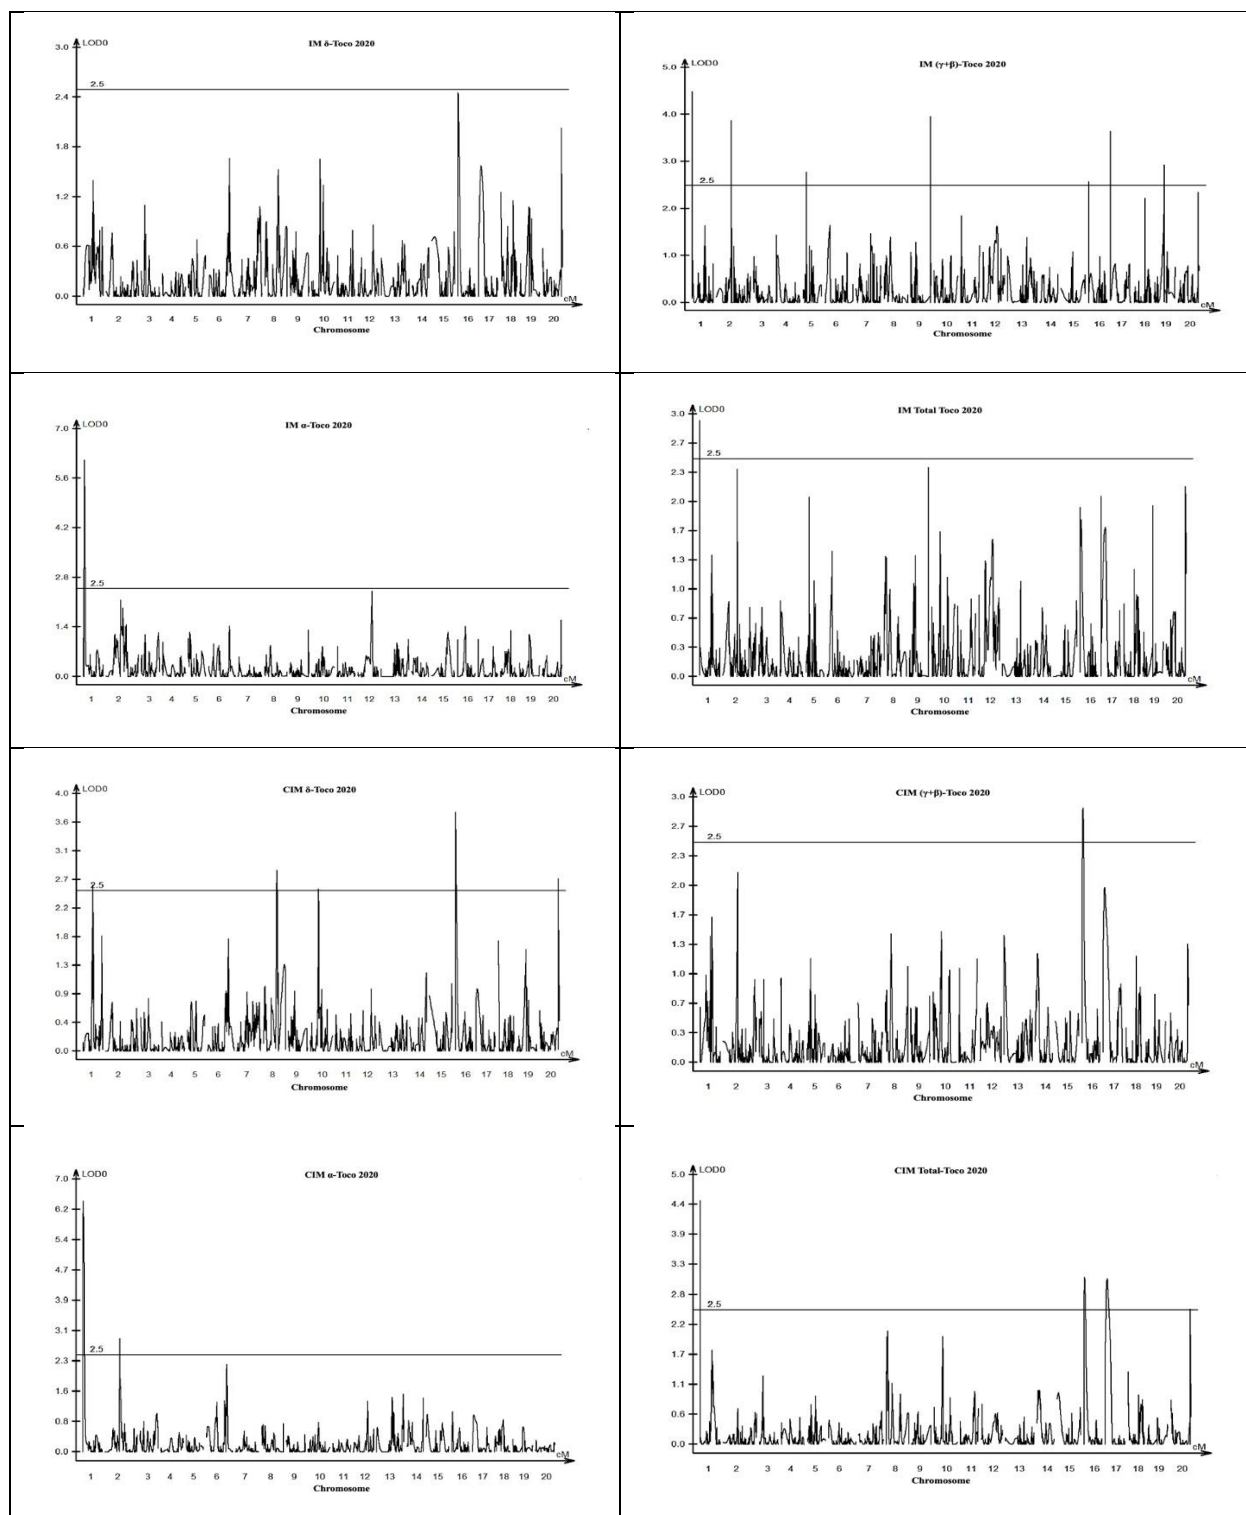 IM δ-Toco 2020
LOD0
3.0
2.5
2.4
1.8
1.2
0.6
0.0
cM
1 2 3 4 5 6 7 8 9 10 11 12 13 14 15 16 17 18 19 20
Chromosome
IM (γ+β)-Toco 2020
LOD0
5.0
4.0
3.0
2.5
2.0
1.0
0.0
cM
1 2 3 4 5 6 7 8 9 10 11 12 13 14 15 16 17 18 19 20
Chromosome
IM α-Toco 2020
LOD0
7.0
5.6
4.2
2.8
2.5
1.4
0.0
cM
1 2 3 4 5 6 7 8 9 10 11 12 13 14 15 16 17 18 19 20
Chromosome
IM Total Toco 2020
LOD0
3.0
2.7
2.5
2.3
2.0
1.7
1.3
1.0
0.7
0.3
0.0
cM
1 2 3 4 5 6 7 8 9 10 11 12 13 14 15 16 17 18 19 20
Chromosome
CIM δ-Toco 2020
LOD0
4.0
3.6
3.1
2.7
2.5
2.2
1.8
1.3
0.9
0.4
0.0
cM
1 2 3 4 5 6 7 8 9 10 11 12 13 14 15 16 17 18 19 20
Chromosome
CIM (γ+β)-Toco 2020
LOD0
3.0
2.7
2.5
2.3
2.0
1.7
1.3
1.0
0.7
0.3
0.0
cM
1 2 3 4 5 6 7 8 9 10 11 12 13 14 15 16 17 18 19 20
Chromosome
CIM α-Toco 2020
LOD0
7.0
6.2
5.4
4.7
3.9
3.1
2.5
2.3
1.6
0.8
0.0
cM
1 2 3 4 5 6 7 8 9 10 11 12 13 14 15 16 17 18 19 20
Chromosome
CIM Total-Toco 2020
LOD0
5.0
4.4
3.9
3.3
2.8
2.5
2.2
1.7
1.1
0.6
0.0
cM
1 2 3 4 5 6 7 8 9 10 11 12 13 14 15 16 17 18 19 20
Chromosome